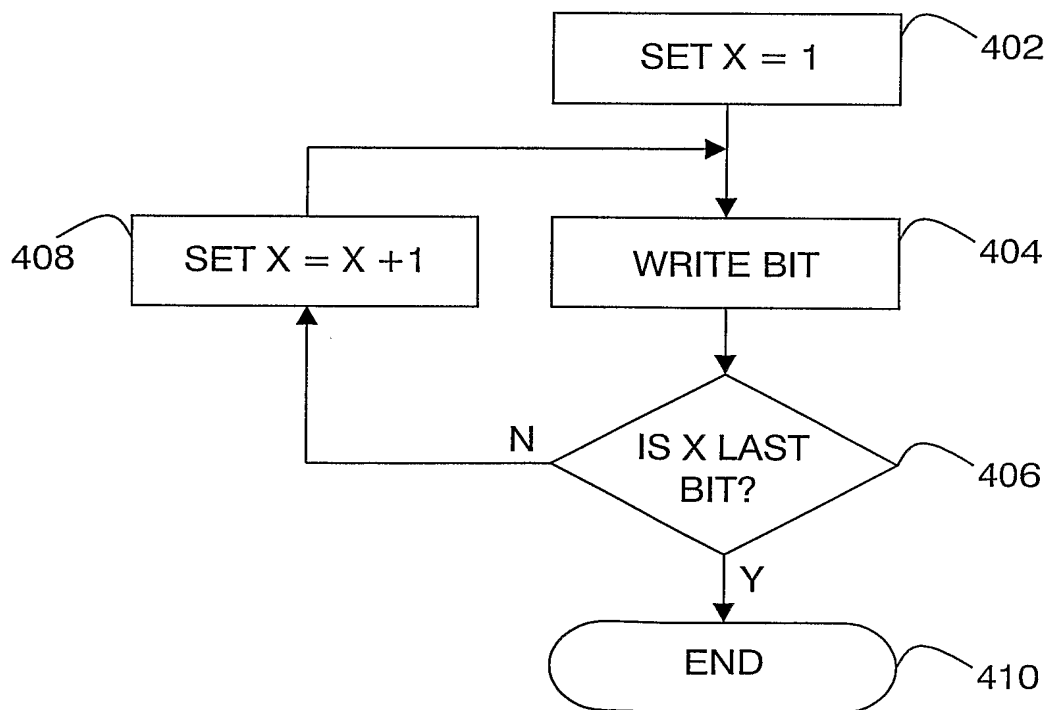 SET X = 1
402
408
SET X = X +1
WRITE BIT
404
N
IS X LAST
BIT?
406
Y
END
410